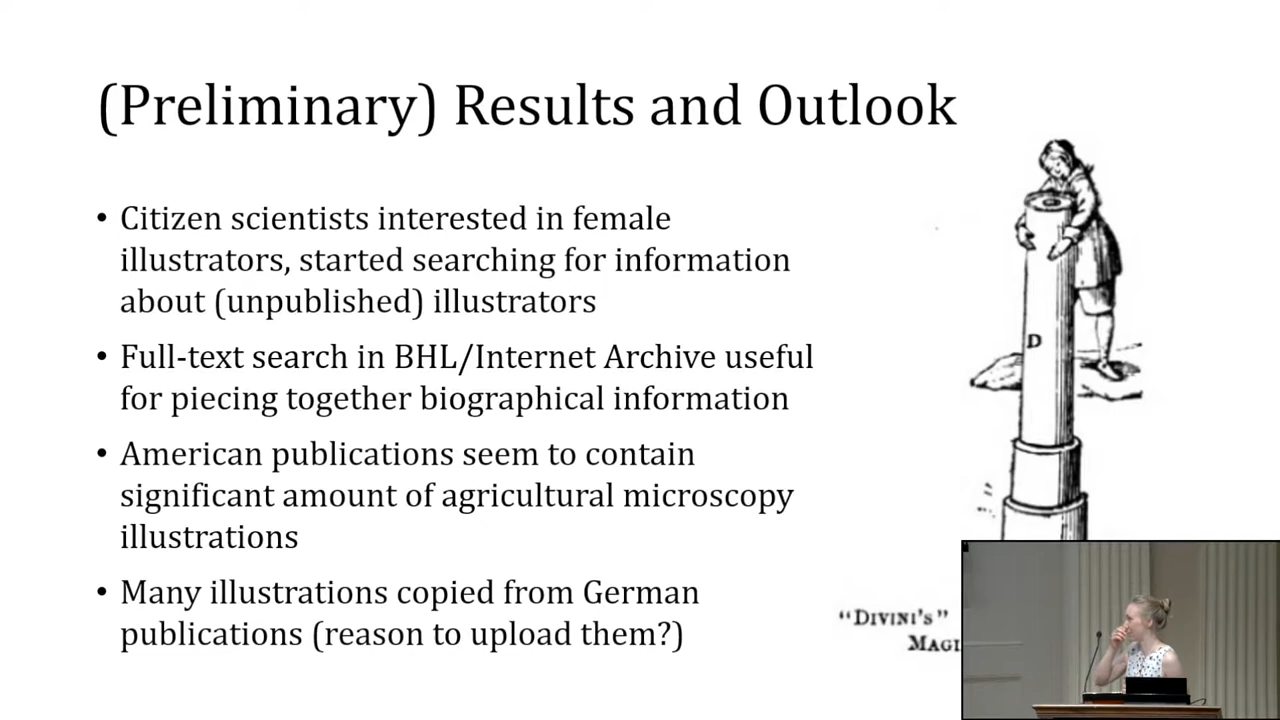 (Preliminary) Results and Outlook
• Citizen scientists interested in female
illustrators, started searching for information
about (unpublished) illustrators
• Full-text search in BHL/Internet Archive useful
for piecing together biographical information
• American publications seem to contain
significant amount of agricultural microscopy
illustrations
• Many illustrations copied from German
publications (reason to upload them?)
D
“DIVINI’S”